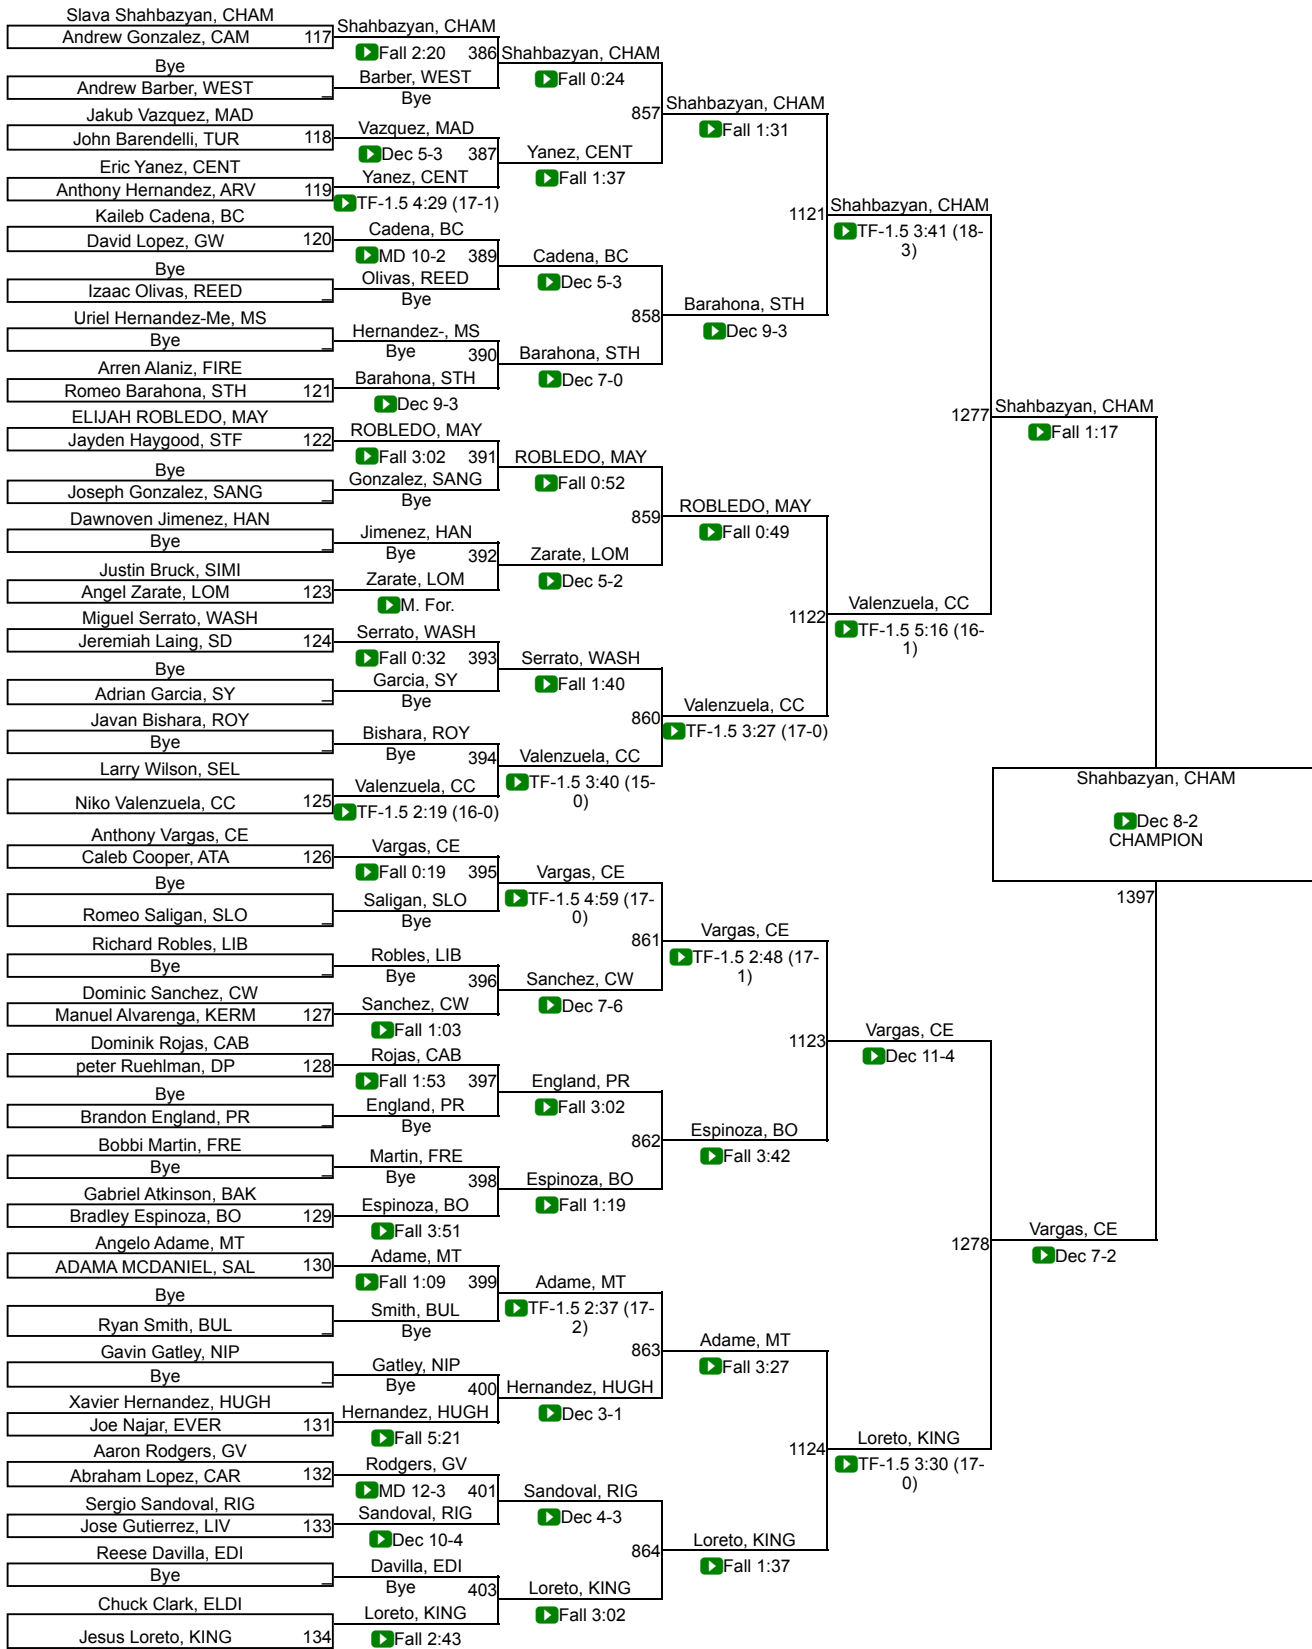 Slava Shahbazyan, CHAM
Andrew Gonzalez, CAM 117
Bye
Andrew Barber, WEST _
Jakub Vazquez, MAD
John Barendelli, TUR 118
Eric Yanez, CENT
Anthony Hernandez, ARV 119
Kaileb Cadena, BC
David Lopez, GW 120
Bye
Izaac Olivas, REED _
Uriel Hernandez-Me, MS
Bye _
Arren Alaniz, FIRE
Romeo Barahona, STH 121
ELIJAH ROBLEDO, MAY
Jayden Haygood, STF 122
Bye
Joseph Gonzalez, SANG _
Dawnoven Jimenez, HAN
Bye _
Justin Bruck, SIMI
Angel Zarate, LOM 123
Miguel Serrato, WASH
Jeremiah Laing, SD 124
Bye
Adrian Garcia, SY _
Javan Bishara, ROY
Bye _
Larry Wilson, SEL
Niko Valenzuela, CC 125
Anthony Vargas, CE
Caleb Cooper, ATA 126
Bye
Romeo Saligan, SLO _
Richard Robles, LIB
Bye _
Dominic Sanchez, CW
Manuel Alvarenga, KERM 127
Dominik Rojas, CAB
peter Ruehlman, DP 128
Bye
Brandon England, PR _
Bobbi Martin, FRE
Bye _
Gabriel Atkinson, BAK
Bradley Espinoza, BO 129
Angelo Adame, MT
ADAMA MCDANIEL, SAL 130
Bye
Ryan Smith, BUL _
Gavin Gatley, NIP
Bye _
Xavier Hernandez, HUGH
Joe Najar, EVER 131
Aaron Rodgers, GV
Abraham Lopez, CAR 132
Sergio Sandoval, RIG
Jose Gutierrez, LIV 133
Reese Davilla, EDI
Bye _
Chuck Clark, ELDI
Jesus Loreto, KING 134
Shahbazyan, CHAM
Fall 2:20 386
Barber, WEST
Bye
Vazquez, MAD
Dec 5-3 387
Yanez, CENT
TF-1.5 4:29 (17-1)
Cadena, BC
MD 10-2 389
Olivas, REED
Bye
Hernandez-, MS
Bye 390
Barahona, STH
Dec 9-3
ROBLEDO, MAY
Fall 3:02 391
Gonzalez, SANG
Bye
Jimenez, HAN
Bye 392
Zarate, LOM
M. For.
Serrato, WASH
Fall 0:32 393
Garcia, SY
Bye
Bishara, ROY
Bye 394
Valenzuela, CC
TF-1.5 2:19 (16-0)
Vargas, CE
Fall 0:19 395
Saligan, SLO
Bye
Robles, LIB
Bye 396
Sanchez, CW
Fall 1:03
Rojas, CAB
Fall 1:53 397
England, PR
Bye
Martin, FRE
Bye 398
Espinoza, BO
Fall 3:51
Adame, MT
Fall 1:09 399
Smith, BUL
Bye
Gatley, NIP
Bye 400
Hernandez, HUGH
Fall 5:21
Rodgers, GV
MD 12-3 401
Sandoval, RIG
Dec 10-4
Davilla, EDI
Bye 403
Loreto, KING
Fall 2:43
Shahbazyan, CHAM
Fall 0:24
857
Yanez, CENT
Fall 1:37
Cadena, BC
Dec 5-3
858
Barahona, STH
Dec 7-0
ROBLEDO, MAY
Fall 0:52
859
Zarate, LOM
Dec 5-2
Serrato, WASH
Fall 1:40
860
Valenzuela, CC
TF-1.5 3:40 (15-
0)
Vargas, CE
TF-1.5 4:59 (17-
0)
861
Sanchez, CW
Dec 7-6
England, PR
Fall 3:02
862
Espinoza, BO
Fall 1:19
Adame, MT
TF-1.5 2:37 (17-
2)
863
Hernandez, HUGH
Dec 3-1
Sandoval, RIG
Dec 4-3
864
Loreto, KING
Fall 3:02
Shahbazyan, CHAM
Fall 1:31
1121
Barahona, STH
Dec 9-3
ROBLEDO, MAY
Fall 0:49
1122
Valenzuela, CC
TF-1.5 3:27 (17-0)
Vargas, CE
TF-1.5 2:48 (17-
1)
1123
Espinoza, BO
Fall 3:42
Adame, MT
Fall 3:27
1124
Loreto, KING
Fall 1:37
Shahbazyan, CHAM
TF-1.5 3:41 (18-
3)
1277
Valenzuela, CC
TF-1.5 5:16 (16-
1)
Vargas, CE
Dec 11-4
1278
Loreto, KING
TF-1.5 3:30 (17-
0)
Shahbazyan, CHAM
Fall 1:17
Shahbazyan, CHAM
Dec 8-2
CHAMPION
1397
Vargas, CE
Dec 7-2